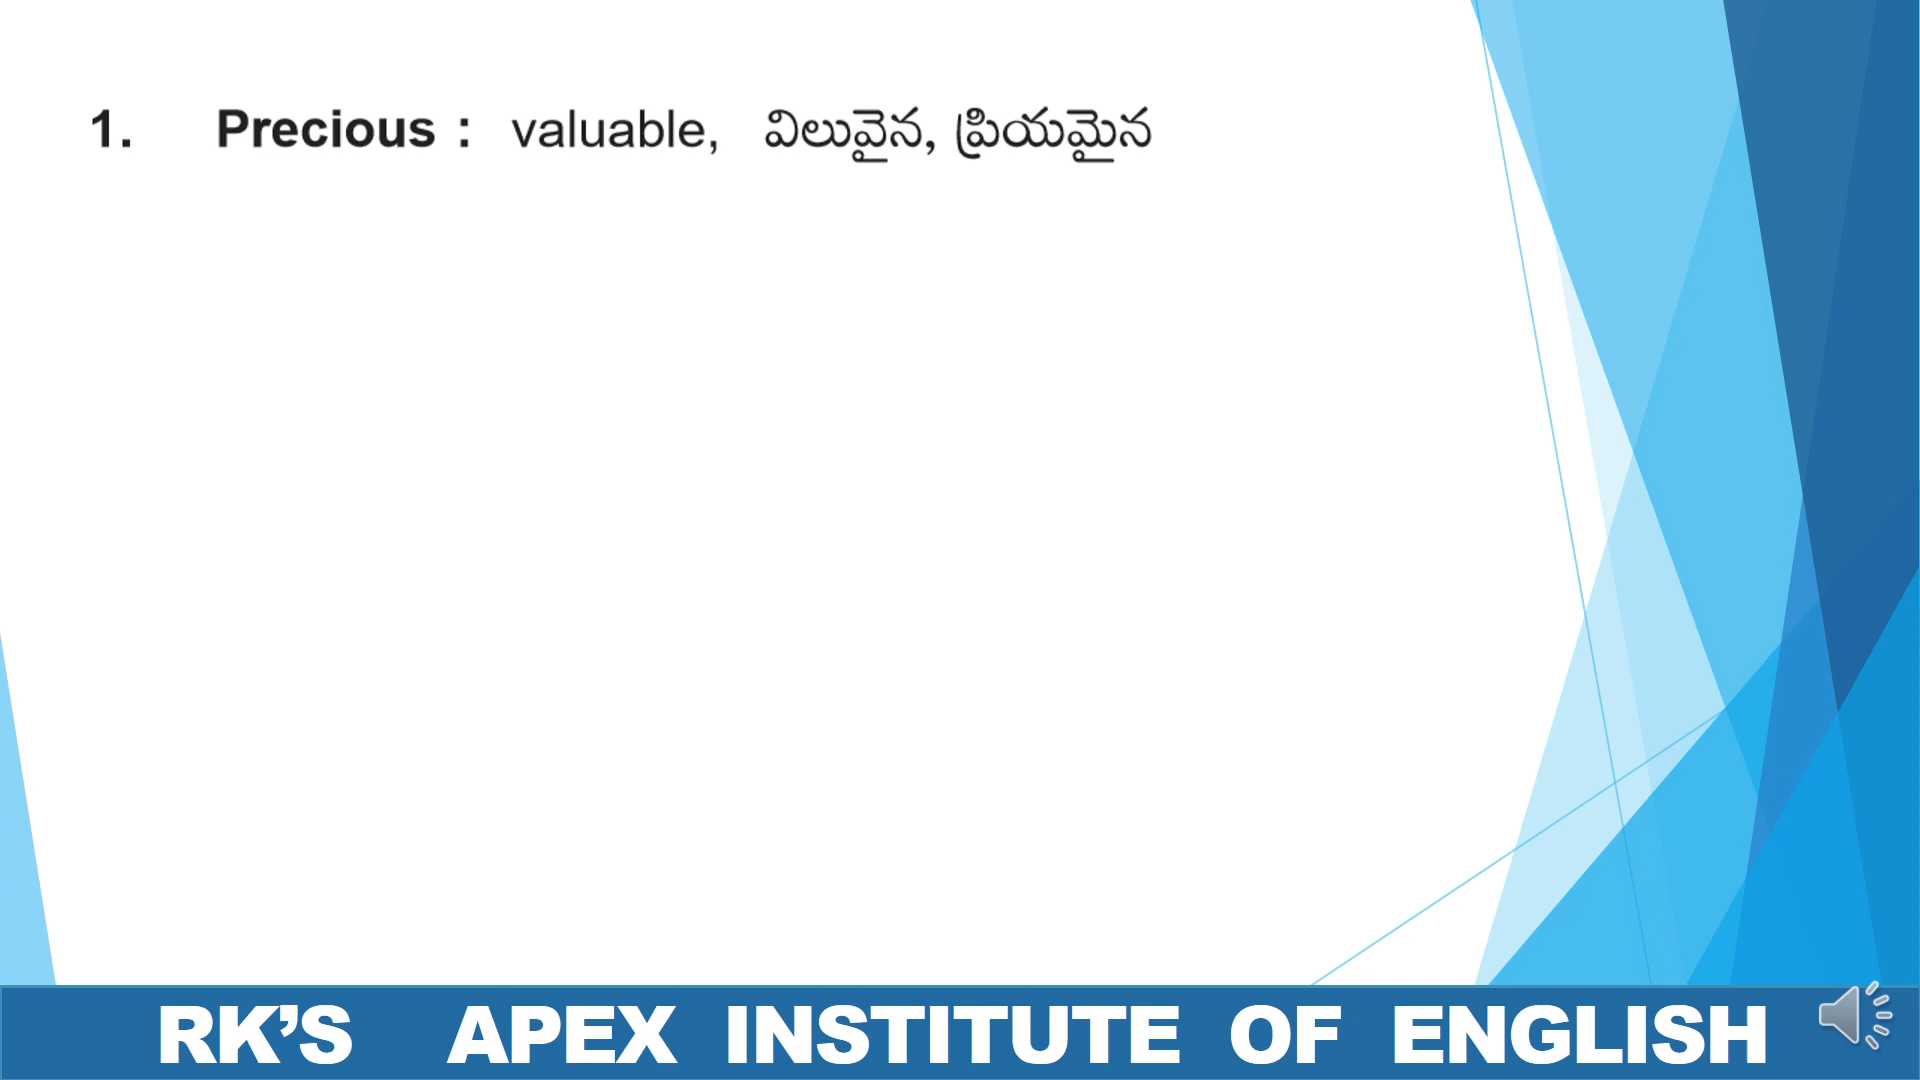 1. Precious : valuable, విలువైన, ప్రియమైన
RK’S APEX INSTITUTE OF ENGLISH